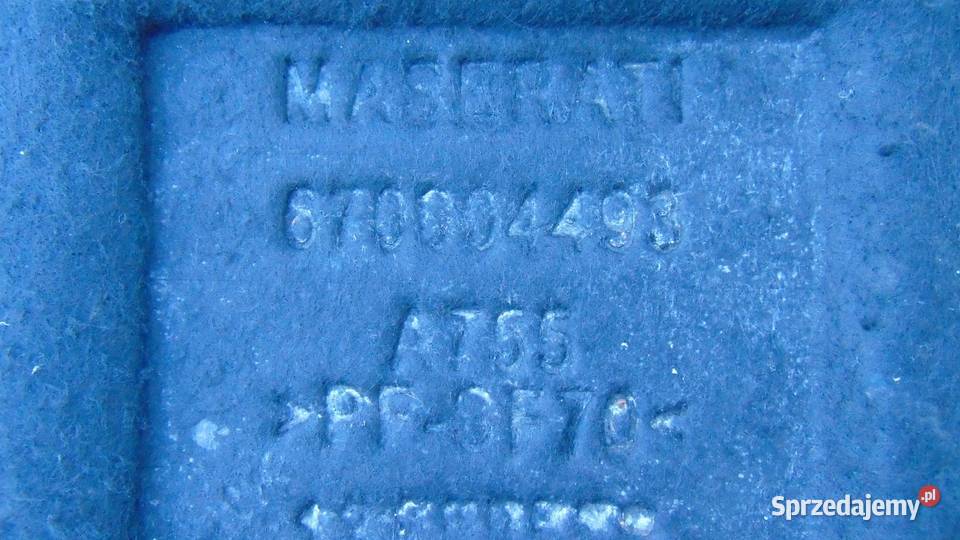 MASERATI
670004493
AT55
>PP-GF70<
Sprzedajemy.pl